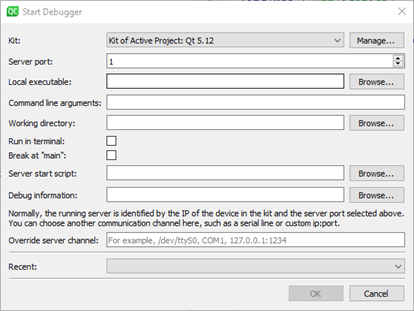 QC Start Debugger
Kit: Kit of Active Project: Qt 5.12 Manage...
Server port: 1
Local executable: Browse...
Command line arguments:
Working directory: Browse...
Run in terminal:
Break at "main":
Server start script: Browse...
Debug information: Browse...
Normally, the running server is identified by the IP of the device in the kit and the server port selected above.
You can choose another communication channel here, such as a serial line or custom ip:port.
Override server channel: For example, /dev/ttyS0, COM1, 127.0.0.1:1234
Recent:
OK Cancel